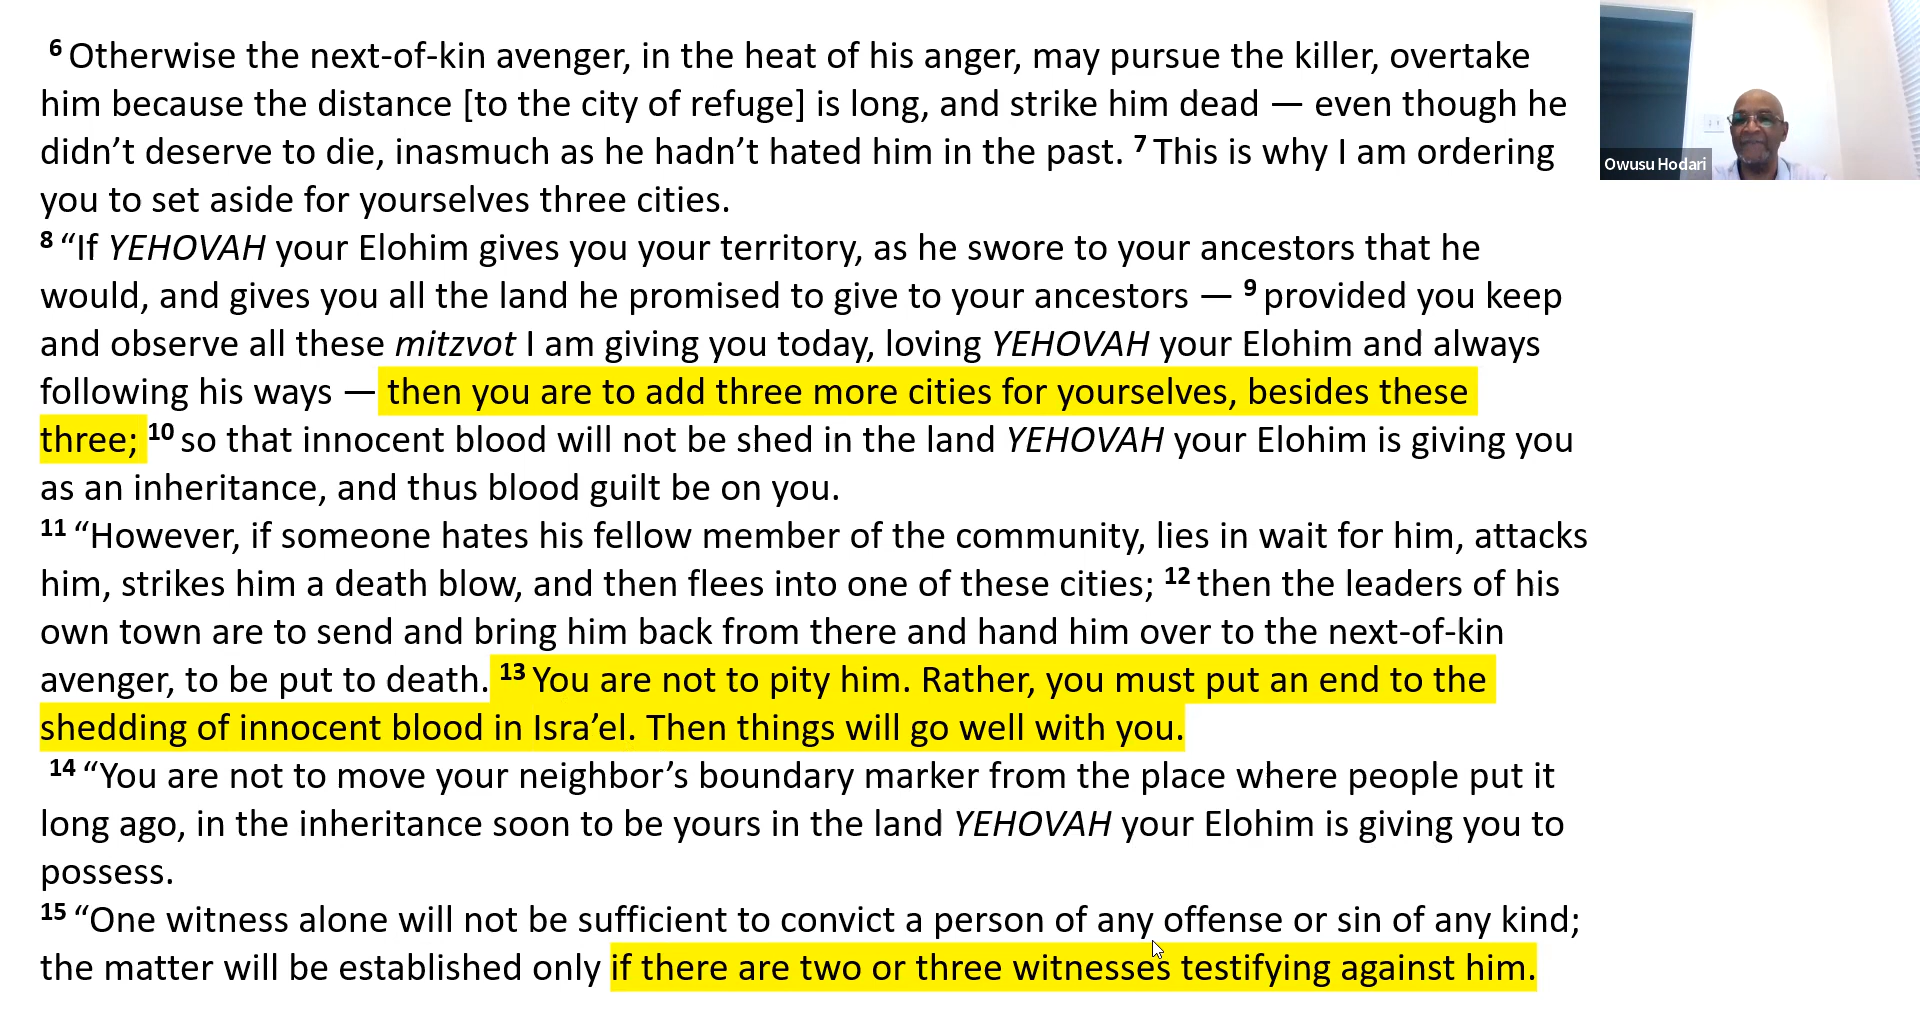 6 Otherwise the next-of-kin avenger, in the heat of his anger, may pursue the killer, overtake
him because the distance [to the city of refuge] is long, and strike him dead — even though he
didn’t deserve to die, inasmuch as he hadn’t hated him in the past. 7 This is why I am ordering
you to set aside for yourselves three cities.
8 “If YEHOVAH your Elohim gives you your territory, as he swore to your ancestors that he
would, and gives you all the land he promised to give to your ancestors — 9 provided you keep
and observe all these mitzvot I am giving you today, loving YEHOVAH your Elohim and always
following his ways — then you are to add three more cities for yourselves, besides these
three; 10 so that innocent blood will not be shed in the land YEHOVAH your Elohim is giving you
as an inheritance, and thus blood guilt be on you.
11 “However, if someone hates his fellow member of the community, lies in wait for him, attacks
him, strikes him a death blow, and then flees into one of these cities; 12 then the leaders of his
own town are to send and bring him back from there and hand him over to the next-of-kin
avenger, to be put to death. 13 You are not to pity him. Rather, you must put an end to the
shedding of innocent blood in Isra’el. Then things will go well with you.
14 “You are not to move your neighbor’s boundary marker from the place where people put it
long ago, in the inheritance soon to be yours in the land YEHOVAH your Elohim is giving you to
possess.
15 “One witness alone will not be sufficient to convict a person of any offense or sin of any kind;
the matter will be established only if there are two or three witnesses testifying against him.
Owusu Hodari